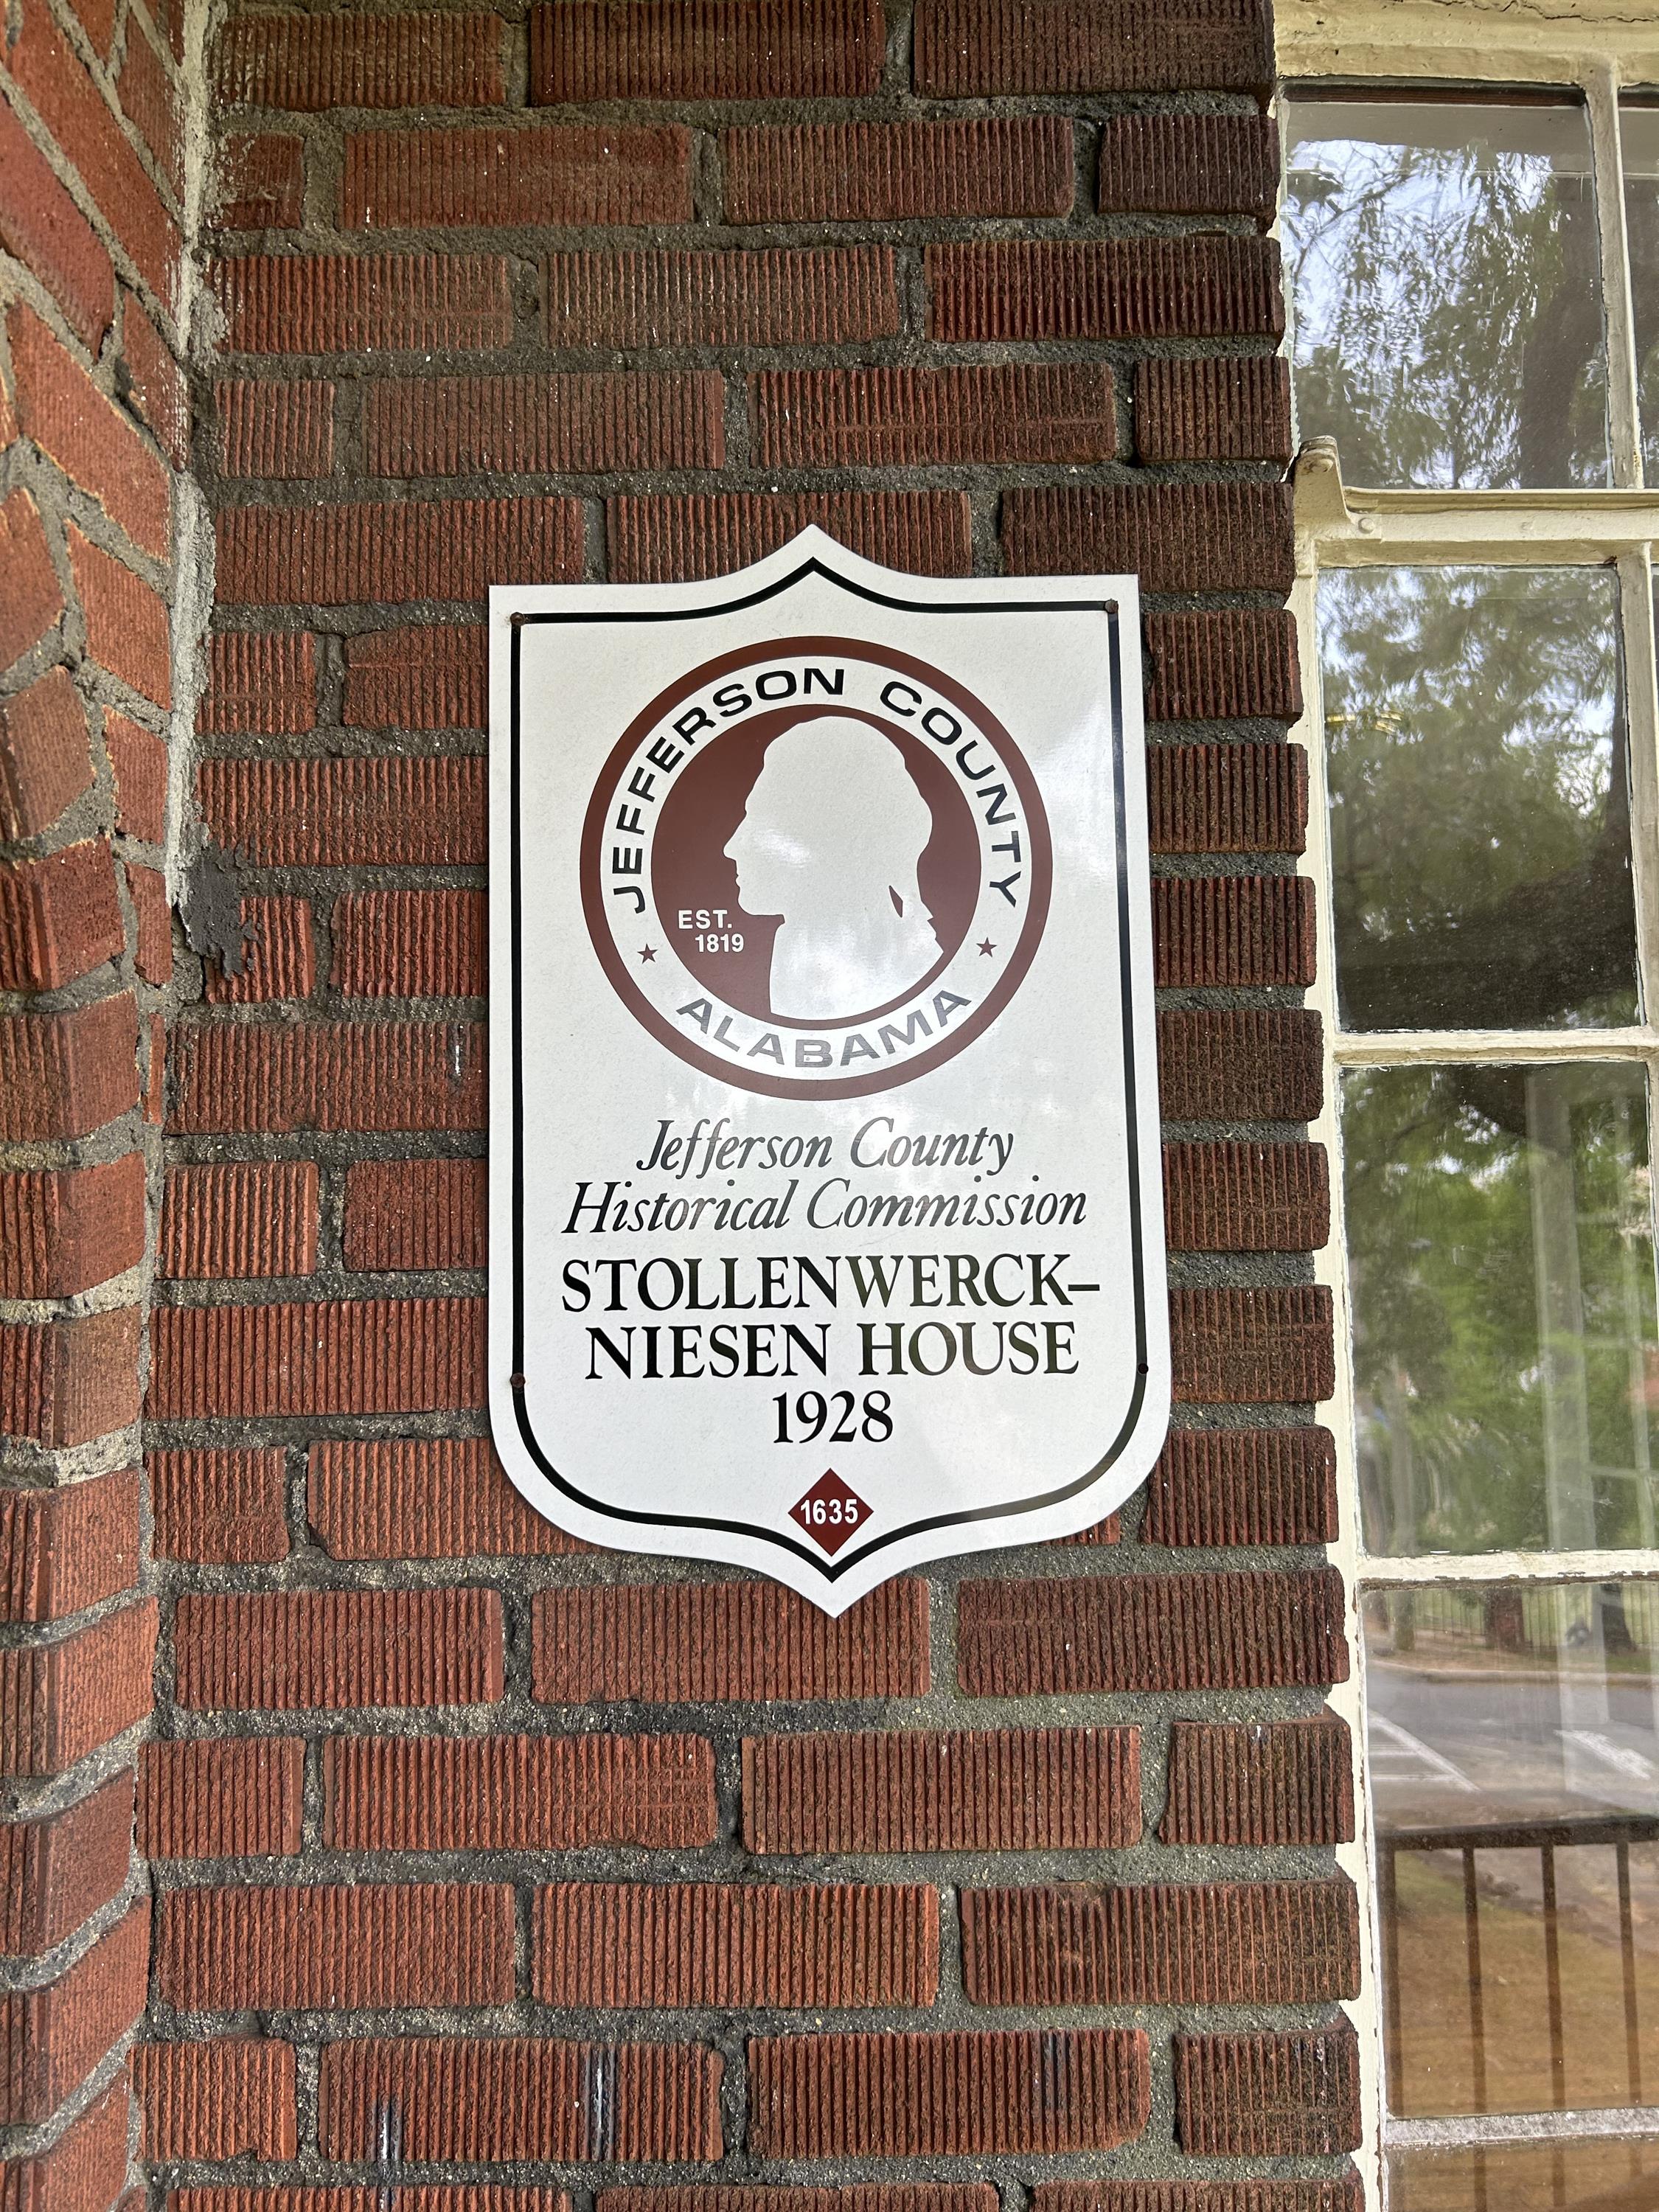 JEFFERSON COUNTY
EST.
1819
ALABAMA
Jefferson County
Historical Commission
STOLLENWERCK–
NIESEN HOUSE
1928
1635